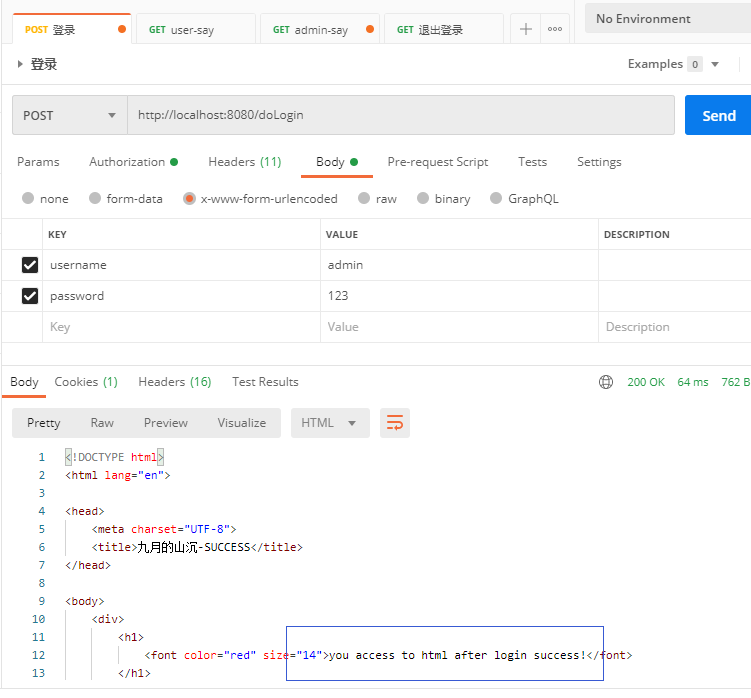 POST 登录 GET user-say GET admin-say GET 退出登录 No Environment
登录 Examples 0
POST http://localhost:8080/doLogin Send
Params Authorization Headers (11) Body Pre-request Script Tests Settings
none form-data x-www-form-urlencoded raw binary GraphQL
KEY VALUE DESCRIPTION
username admin
password 123
Key Value Description
Body Cookies (1) Headers (16) Test Results 200 OK 64 ms 762 B
Pretty Raw Preview Visualize HTML
1 <!DOCTYPE html>
2 <html lang="en">
3
4 <head>
5 <meta charset="UTF-8">
6 <title>九月的山沉-SUCCESS</title>
7 </head>
8
9 <body>
10 <div>
11 <h1>
12 <font color="red" size="14">you access to html after login success!</font>
13 </h1>